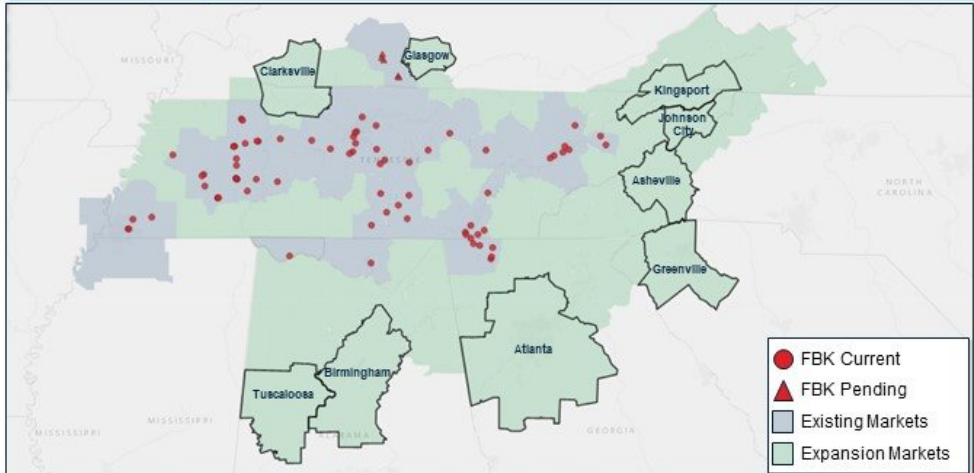 MISSOURI
Clarksville
Glasgow
Kingsport
Johnson
City
TENNESSEE
Asheville
NORTH
CAROLINA
Greenville
Atlanta
Birmingham
Tuscaloosa
MISSISSIPPI
MISSISSIPPI
ALABAMA
GEORGIA
FBK Current
FBK Pending
Existing Markets
Expansion Markets